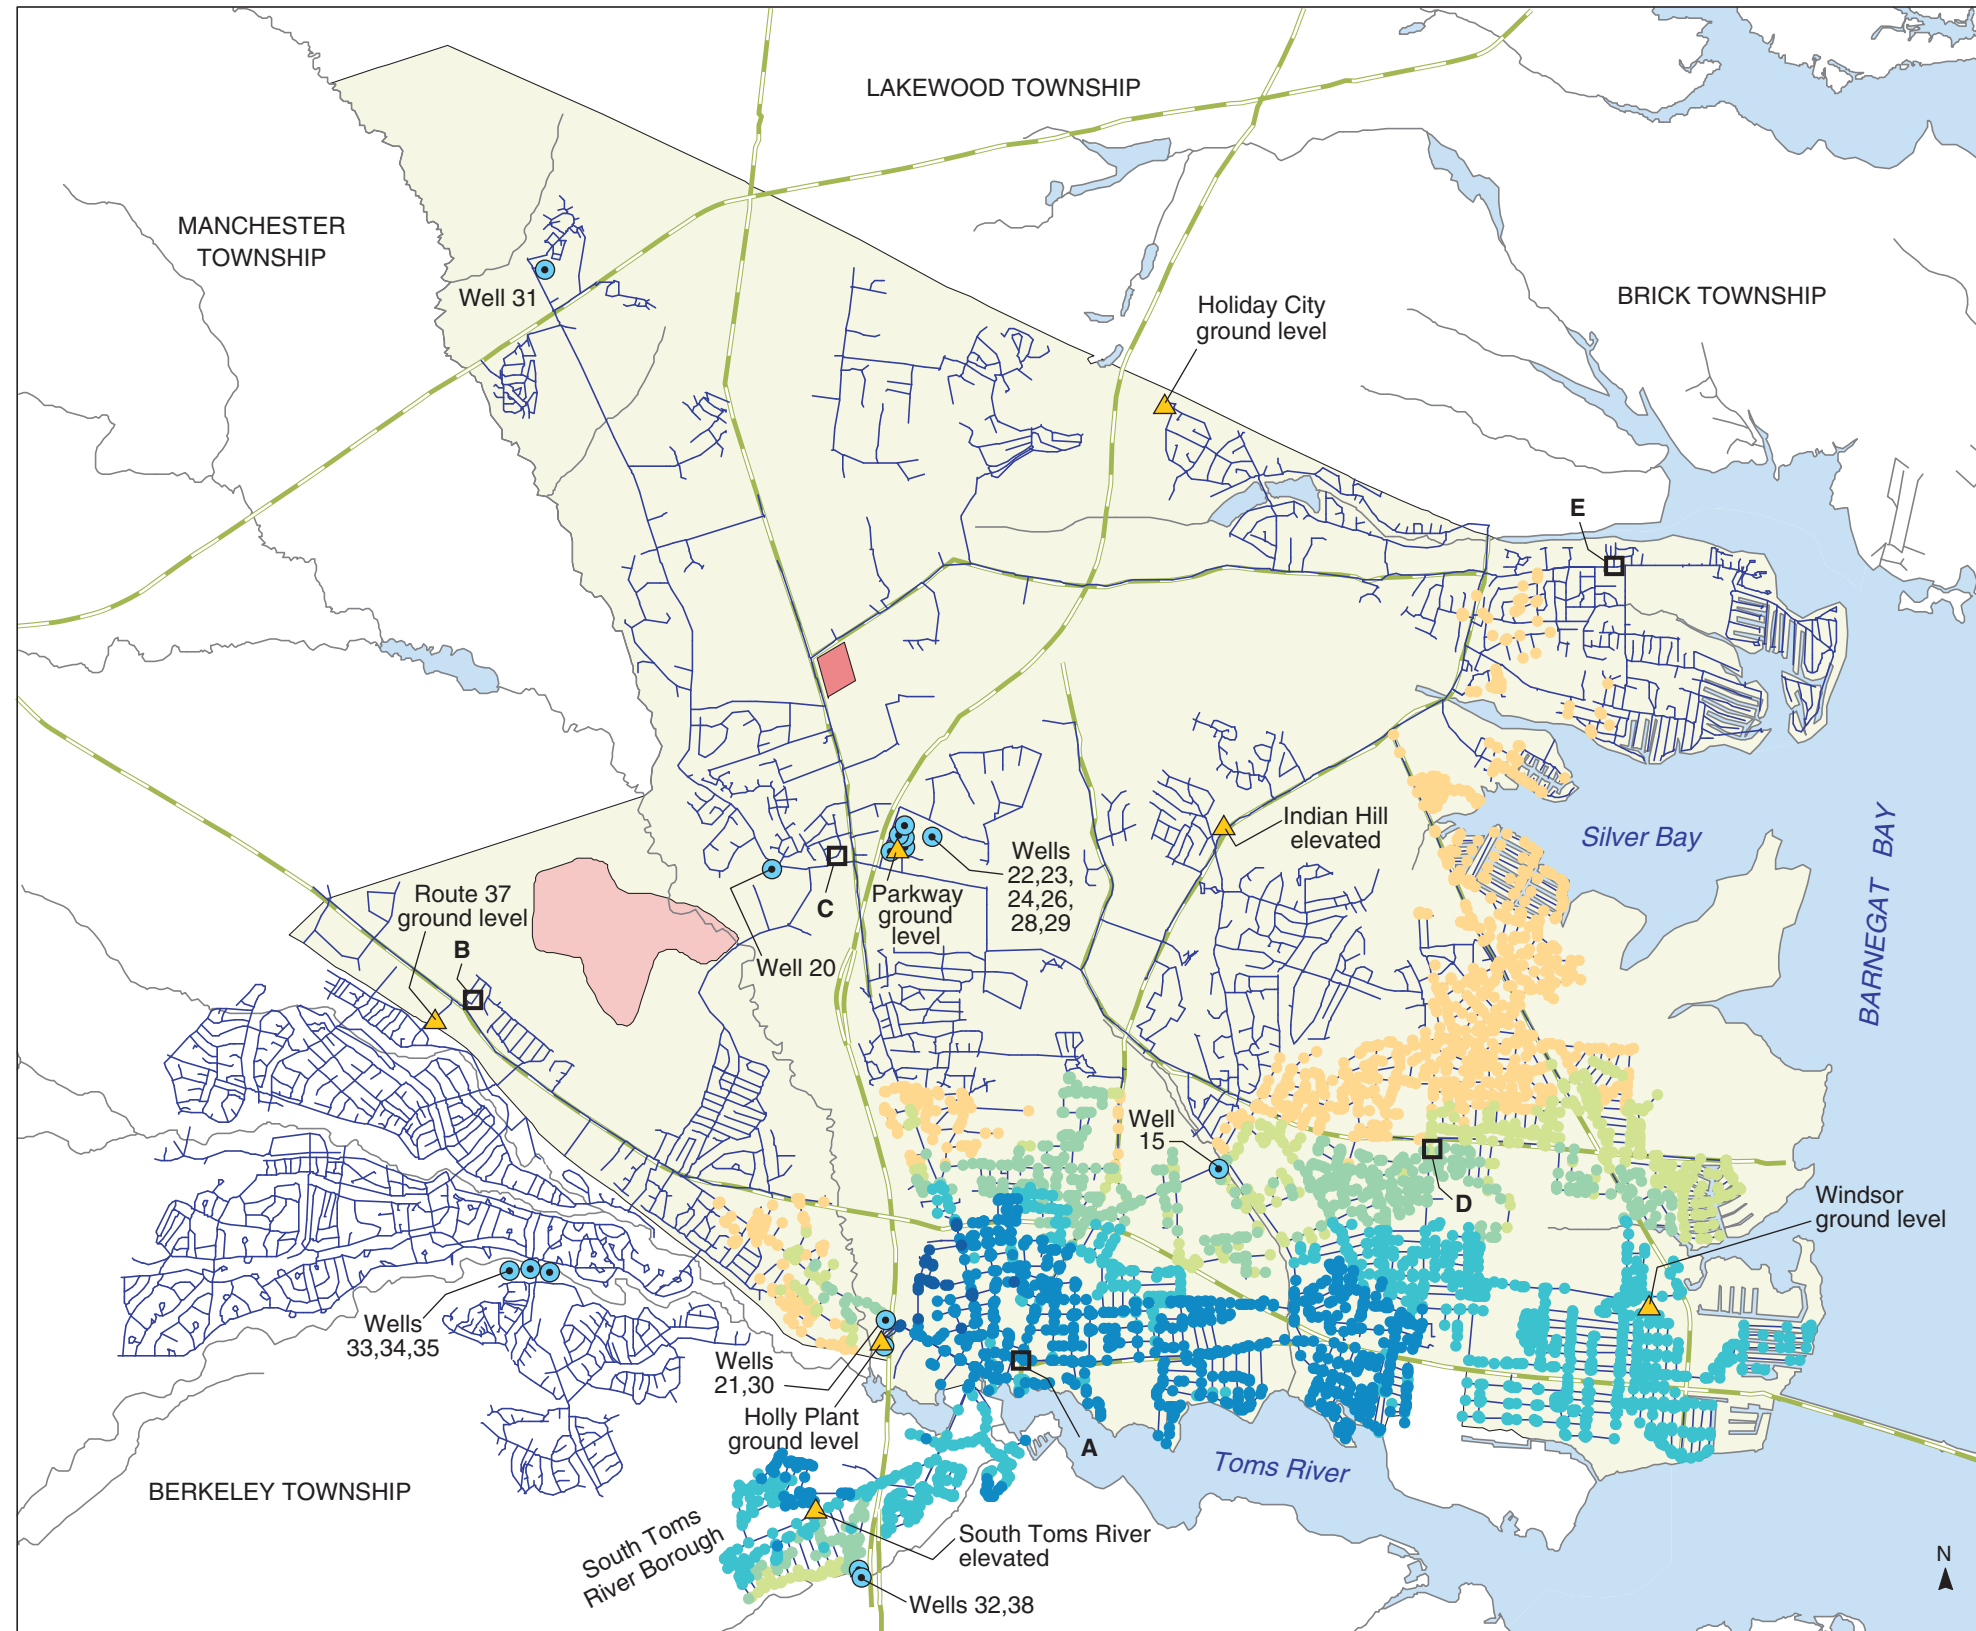 LAKEWOOD TOWNSHIP
MANCHESTER
TOWNSHIP
Well 31
Holiday City
ground level
BRICK TOWNSHIP
E
Indian Hill
elevated
Silver Bay
BARNEGAT BAY
Wells
22,23,
24,26,
28,29
Parkway
ground
level
C
Route 37
ground level
B
Well 20
Well
15
D
Windsor
ground level
Wells
33,34,35
Wells
21,30
Holly Plant
ground level
A
Toms River
BERKELEY TOWNSHIP
South Toms
River Borough
South Toms River
elevated
Wells 32,38
N